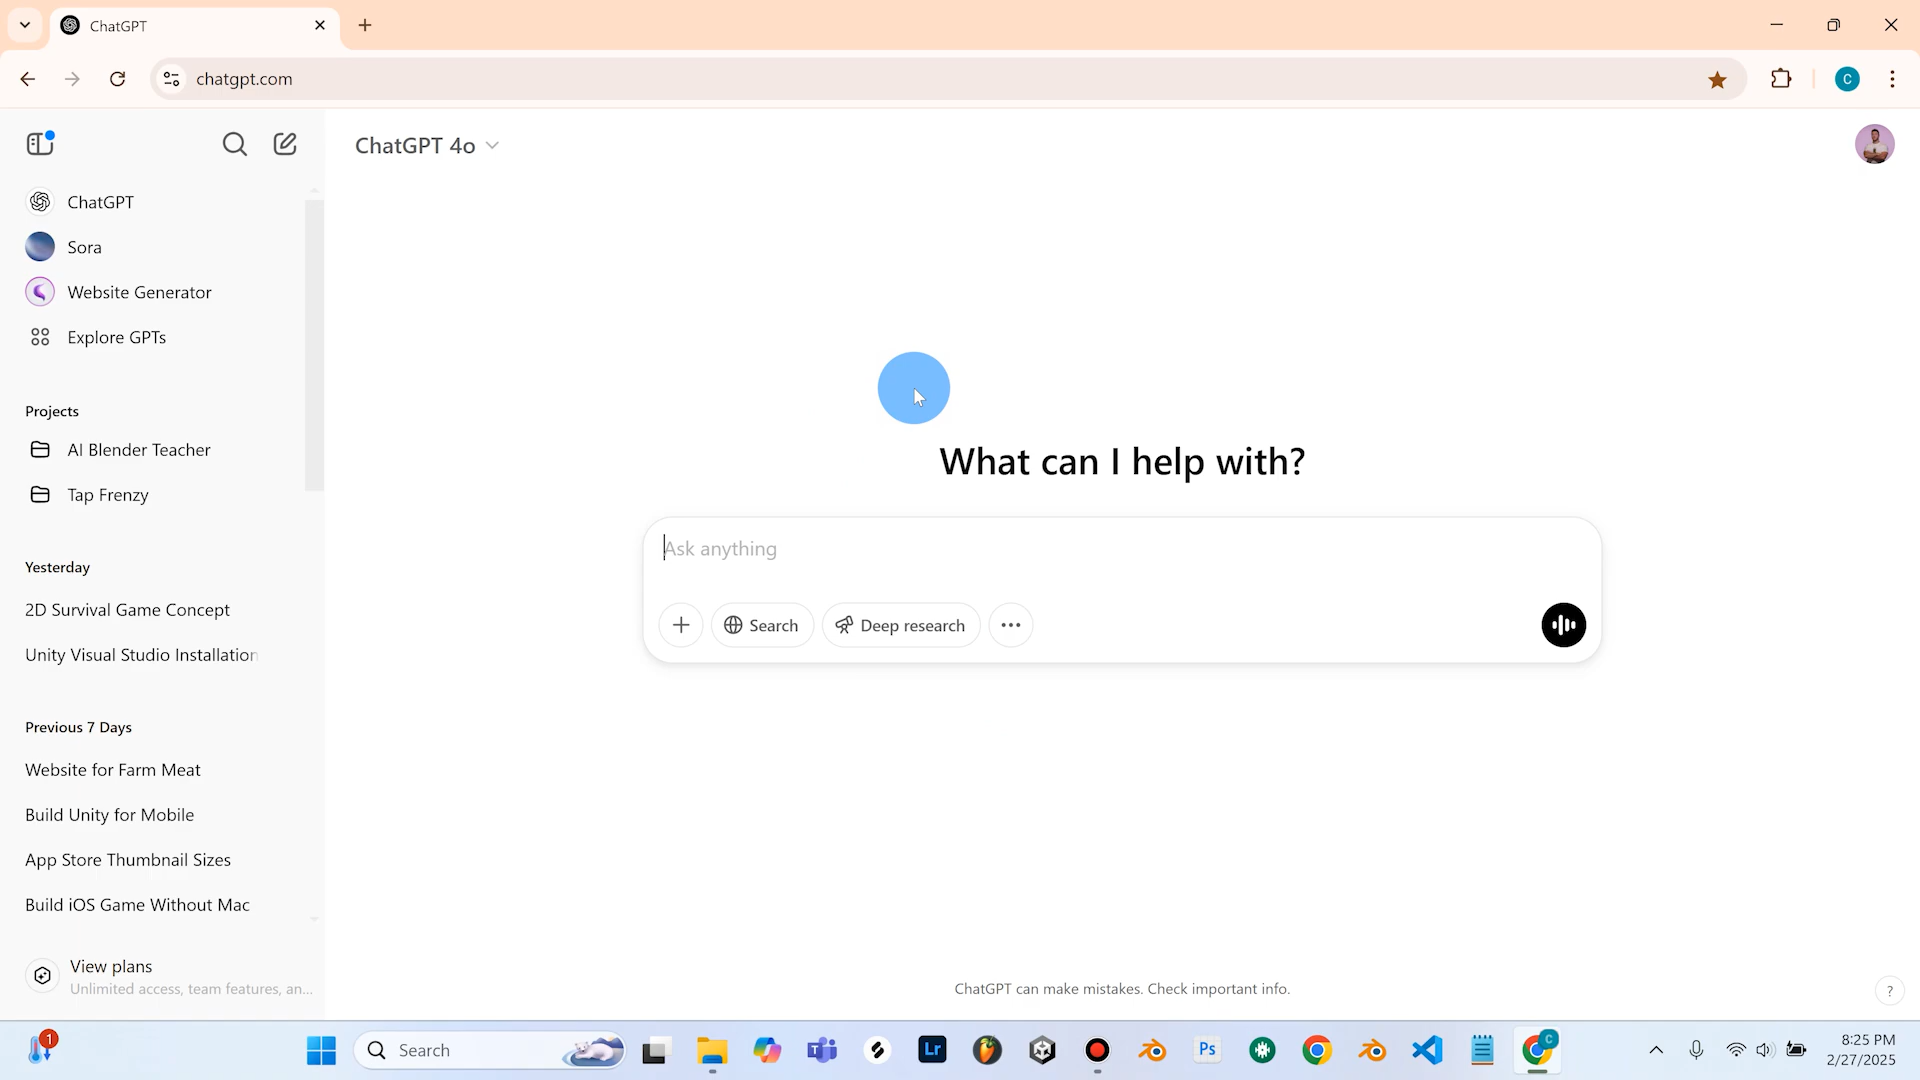 ChatGPT
chatgpt.com
C
ChatGPT 4o
ChatGPT
Sora
Website Generator
Explore GPTs
Projects
AI Blender Teacher
Tap Frenzy
Yesterday
2D Survival Game Concept
Unity Visual Studio Installation
Previous 7 Days
Website for Farm Meat
Build Unity for Mobile
App Store Thumbnail Sizes
Build iOS Game Without Mac
View plans
Unlimited access, team features, an...
What can I help with?
Ask anything
Search
Deep research
ChatGPT can make mistakes. Check important info.
?
1
Search
Lr
Ps
C
8:25 PM
2/27/2025